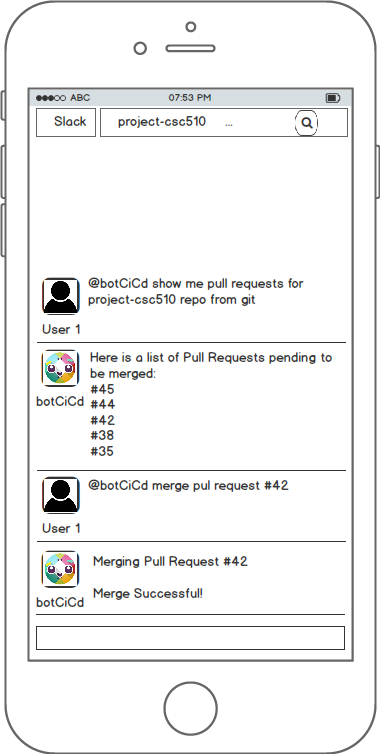 ABC 07:53 PM
Slack project-csc510 ...
@botCiCd show me pull requests for
project-csc510 repo from git
User 1
Here is a list of Pull Requests pending to
be merged:
#45
#44
#42
#38
#35
botCiCd
@botCiCd merge pul request #42
User 1
Merging Pull Request #42
Merge Successful!
botCiCd